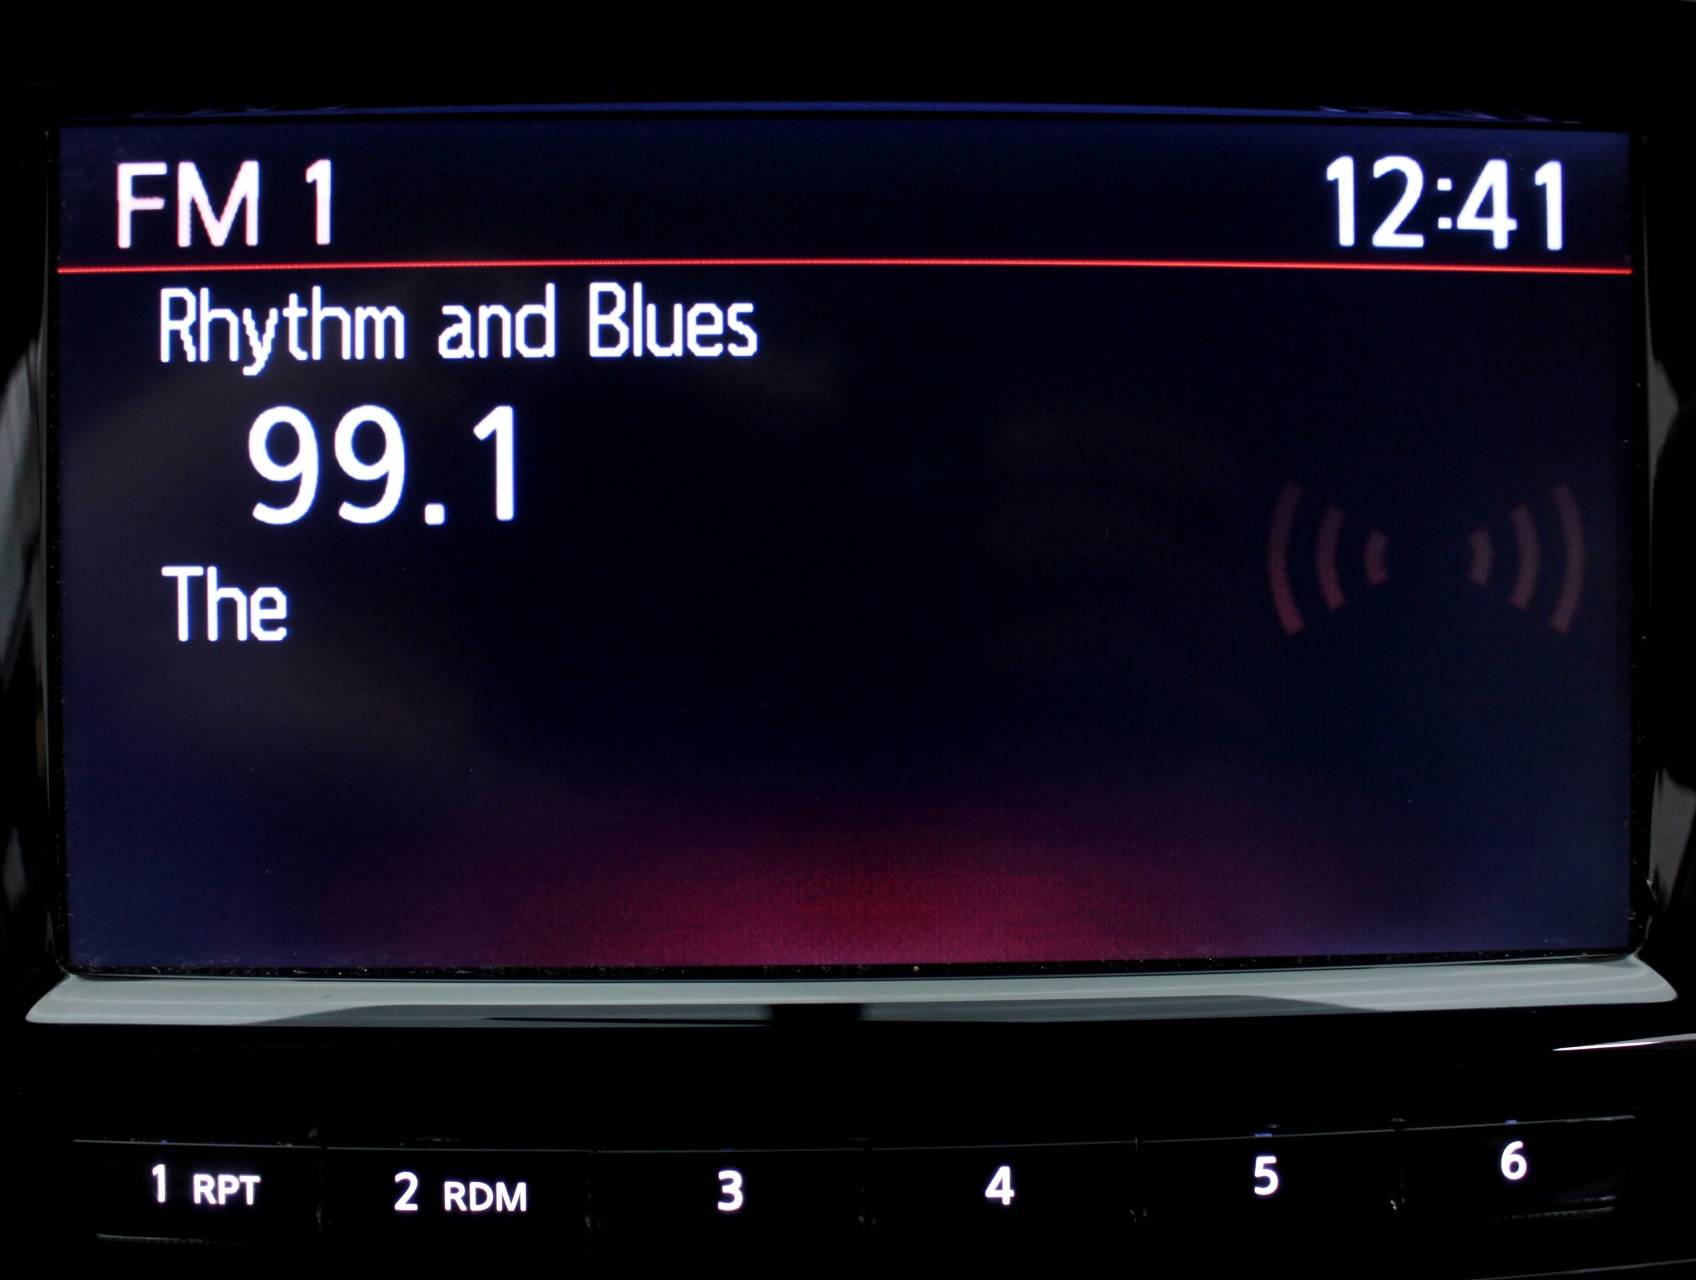 FM 1 12:41
Rhythm and Blues
99.1
The
1 RPT 2 RDM 3 4 5 6